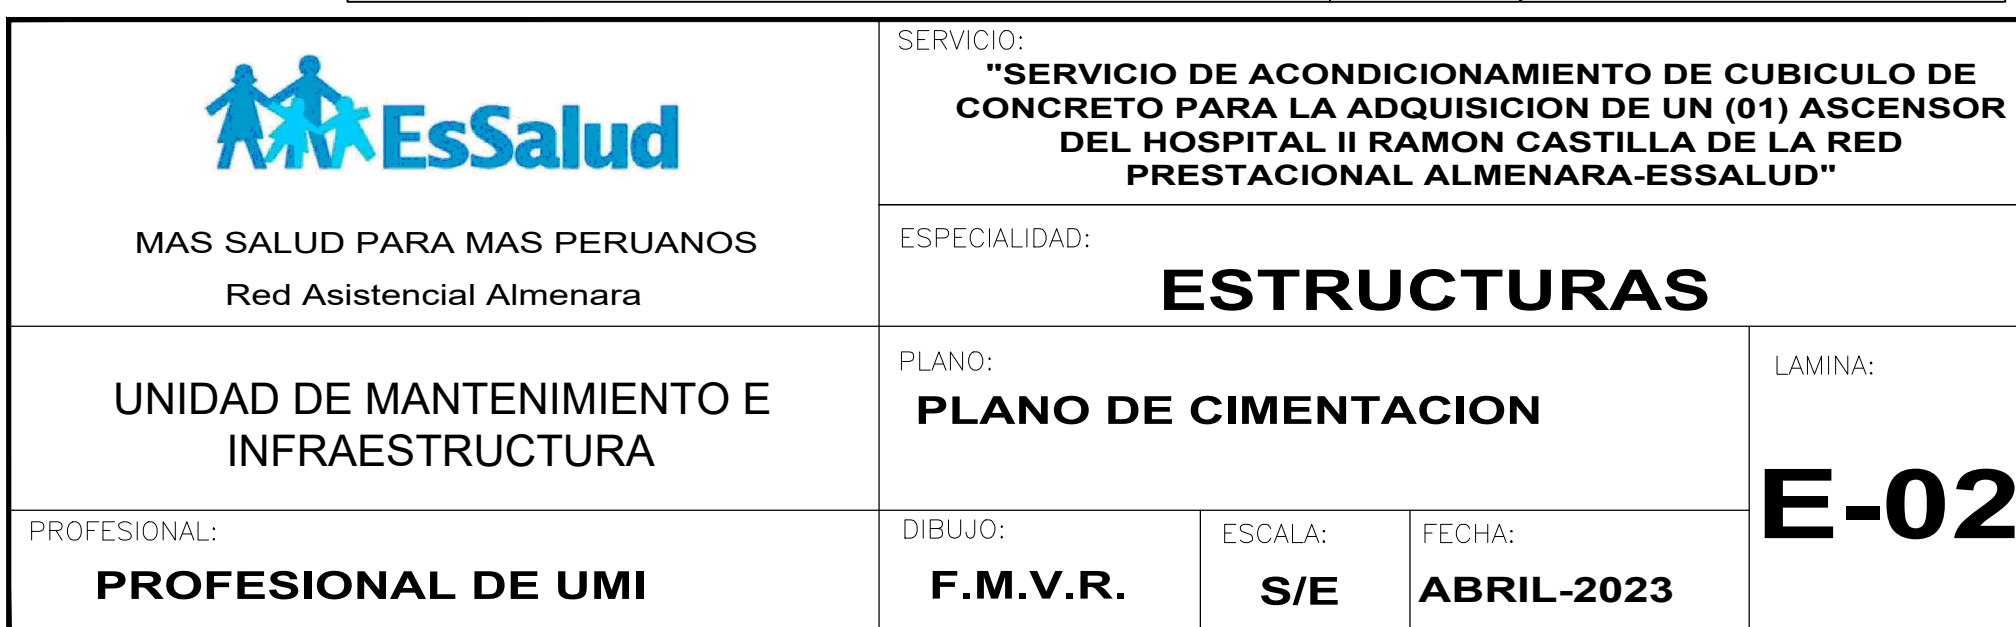 EsSalud
MAS SALUD PARA MAS PERUANOS
Red Asistencial Almenara
UNIDAD DE MANTENIMIENTO E
INFRAESTRUCTURA
PROFESIONAL:
PROFESIONAL DE UMI
SERVICIO:
"SERVICIO DE ACONDICIONAMIENTO DE CUBICULO DE
CONCRETO PARA LA ADQUISICION DE UN (01) ASCENSOR
DEL HOSPITAL II RAMON CASTILLA DE LA RED
PRESTACIONAL ALMENARA-ESSALUD"
ESPECIALIDAD:
ESTRUCTURAS
PLANO:
PLANO DE CIMENTACION
LAMINA:
E-02
DIBUJO:
F.M.V.R.
ESCALA:
S/E
FECHA:
ABRIL-2023